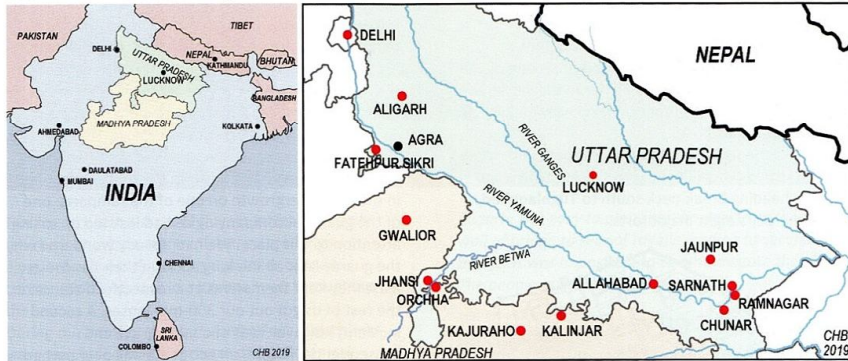 PAKISTAN
TIBET
DELHI
NEPAL
KATHMANDU
BHUTAN
UTTAR PRADESH
LUCKNOW
BANGLADESH
MADHYA PRADESH
AHMEDABAD
KOLKATA
DAULATABAD
MUMBAI
INDIA
CHENNAI
SRI
LANKA
COLOMBO
CHB 2019
DELHI
NEPAL
ALIGARH
AGRA
FATEHPUR SIKRI
RIVER GANGES
UTTAR PRADESH
LUCKNOW
RIVER YAMUNA
GWALIOR
JAUNPUR
RIVER BETWA
JHANSI
ORCHHA
ALLAHABAD
SARNATH
RAMNAGAR
CHUNAR
KAJURAHO
KALINJAR
MADHYA PRADESH
CHB
2019